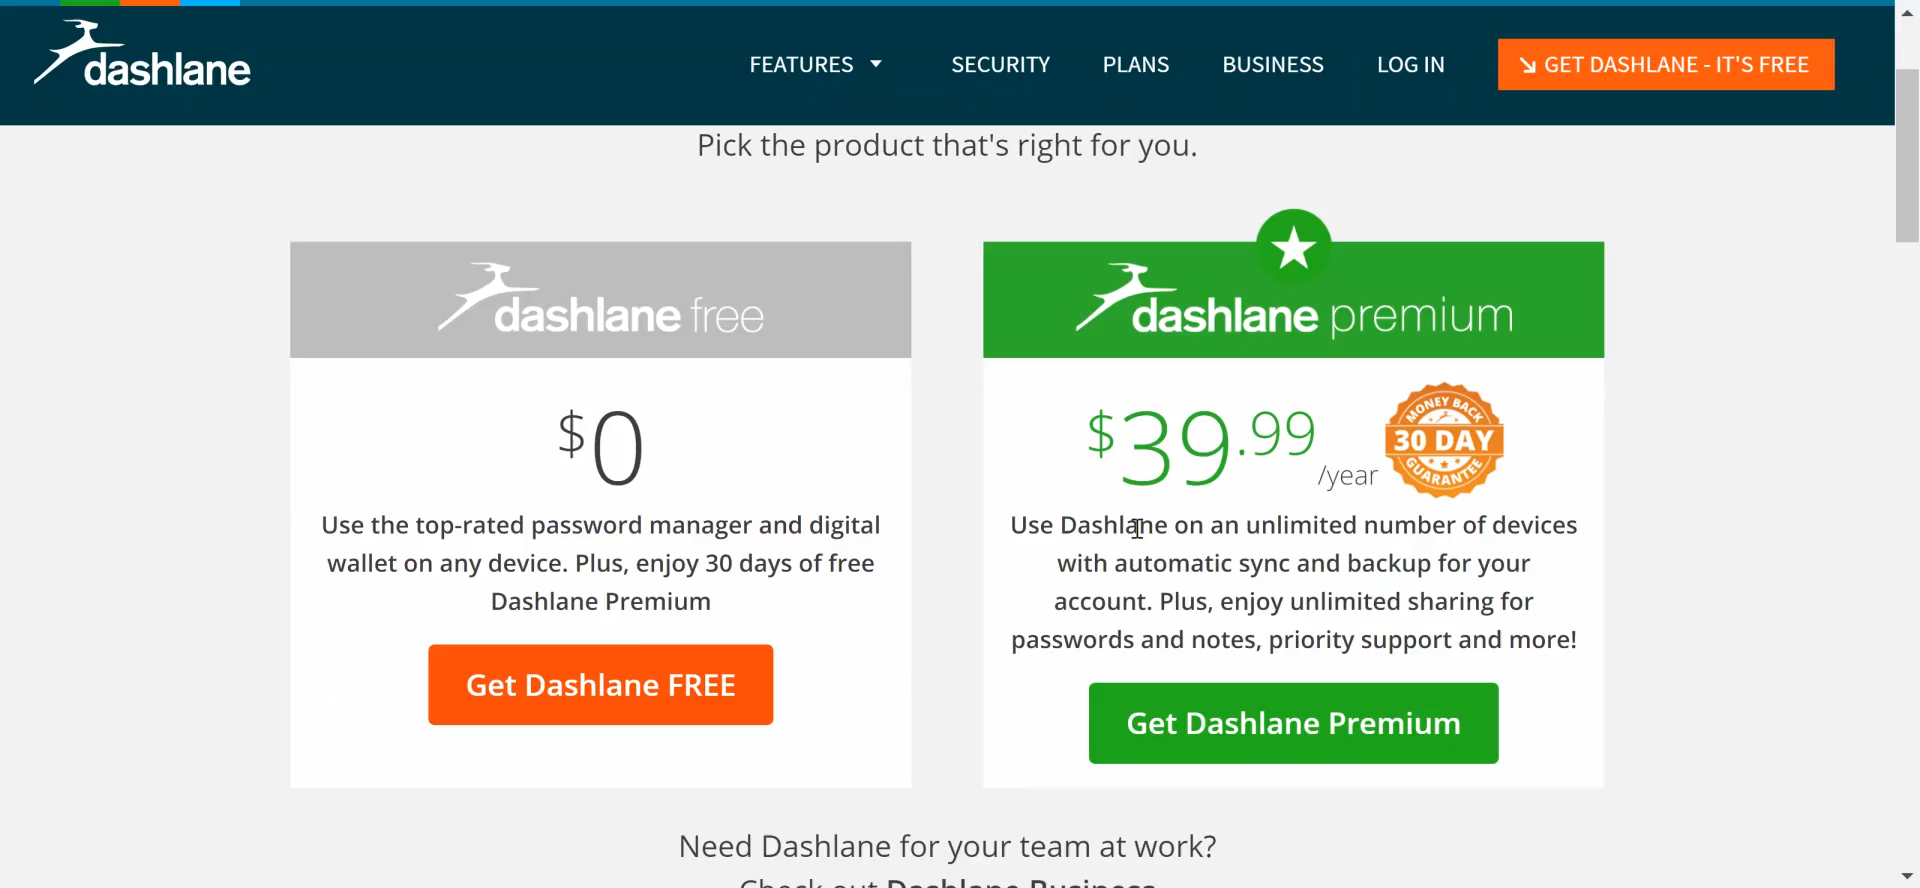 dashlane
FEATURES
SECURITY
PLANS
BUSINESS
LOG IN
GET DASHLANE - IT'S FREE
Pick the product that's right for you.
dashlane free
$0
Use the top-rated password manager and digital
wallet on any device. Plus, enjoy 30 days of free
Dashlane Premium
Get Dashlane FREE
dashlane premium
$39.99
/year
MONEY BACK
30 DAY
GUARANTEE
Use Dashlane on an unlimited number of devices
with automatic sync and backup for your
account. Plus, enjoy unlimited sharing for
passwords and notes, priority support and more!
Get Dashlane Premium
Need Dashlane for your team at work?
Check out Dashlane Business